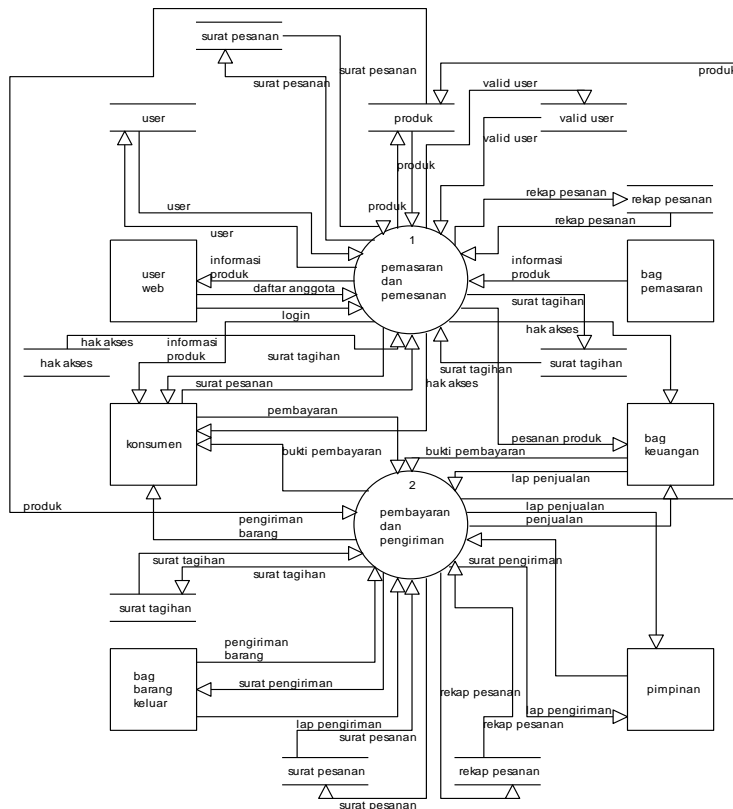 surat pesanan
surat pesanan
surat pesanan
valid user
produk
user
produk
valid user
valid user
produk
rekap pesanan
rekap pesanan
rekap pesanan
user
produk
user
1
pemasaran
dan
pemesanan
user
web
informasi
produk
daftar anggota
login
informasi
produk
bag
pemasaran
surat tagihan
hak akses
hak akses
hak akses
informasi
produk
surat tagihan
surat tagihan
surat tagihan
hak akses
surat pesanan
konsumen
pembayaran
pesanan produk
bag
keuangan
bukti pembayaran
bukti pembayaran
lap penjualan
2
pembayaran
dan
pengiriman
produk
lap penjualan
penjualan
pengiriman
barang
surat tagihan
surat tagihan
surat pengiriman
surat tagihan
pengiriman
barang
bag
barang
keluar
surat pengiriman
rekap pesanan
pimpinan
lap pengiriman
lap pengiriman
surat pesanan
rekap pesanan
surat pesanan
rekap pesanan
surat pesanan